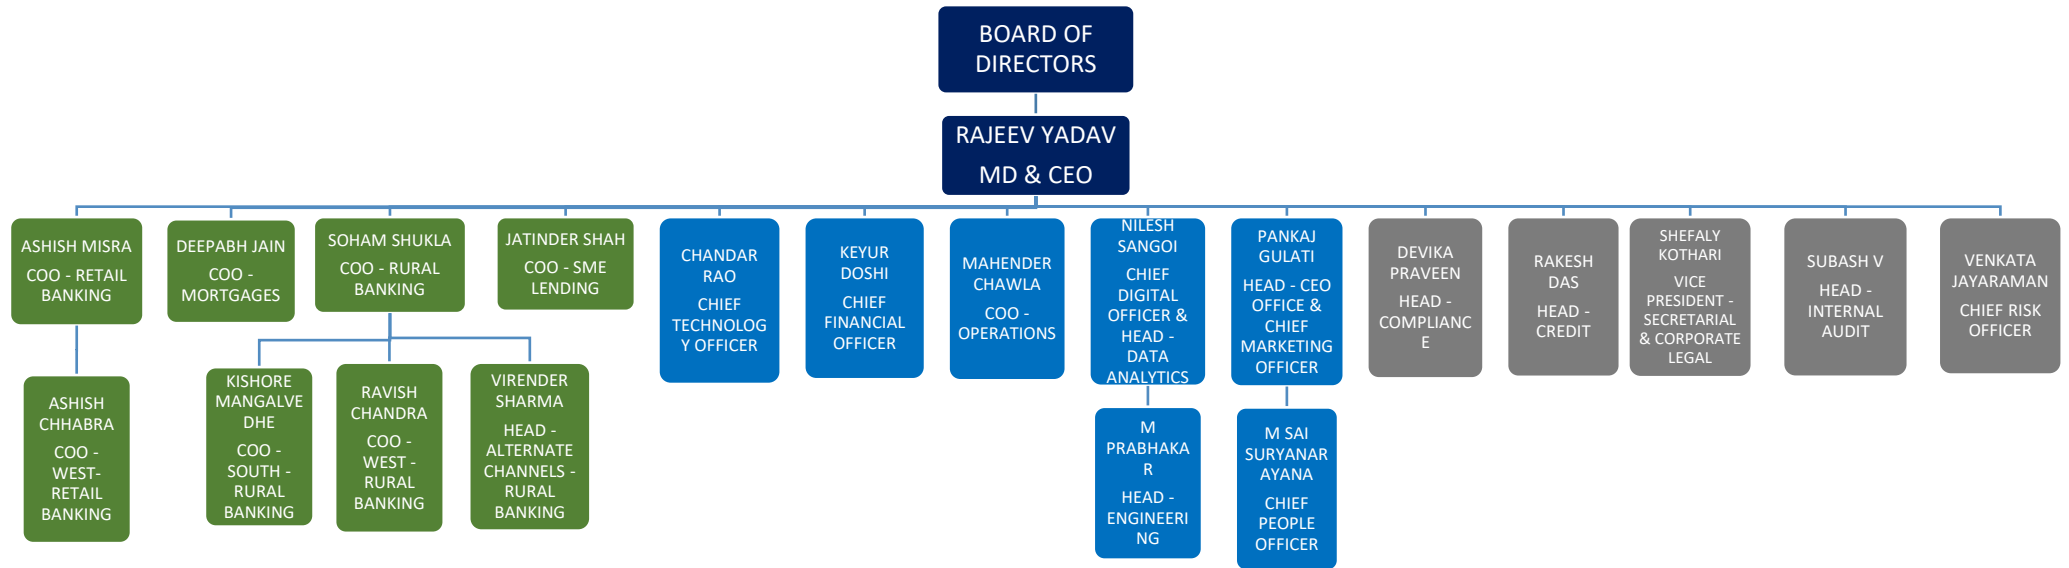 BOARD OF
DIRECTORS
RAJEEV YADAV
MD & CEO
ASHISH MISRA
COO - RETAIL
BANKING
DEEPABH JAIN
COO -
MORTGAGES
SOHAM SHUKLA
COO - RURAL
BANKING
JATINDER SHAH
COO - SME
LENDING
CHANDAR
RAO
CHIEF
TECHNOLOG
Y OFFICER
KEYUR
DOSHI
CHIEF
FINANCIAL
OFFICER
MAHENDER
CHAWLA
COO -
OPERATIONS
NILESH
SANGOI
CHIEF
DIGITAL
OFFICER &
HEAD -
DATA
ANALYTICS
PANKAJ
GULATI
HEAD - CEO
OFFICE &
CHIEF
MARKETING
OFFICER
DEVIKA
PRAVEEN
HEAD -
COMPLIANC
E
RAKESH
DAS
HEAD -
CREDIT
SHEFALY
KOTHARI
VICE
PRESIDENT -
SECRETARIAL
& CORPORATE
LEGAL
SUBASH V
HEAD -
INTERNAL
AUDIT
VENKATA
JAYARAMAN
CHIEF RISK
OFFICER
ASHISH
CHHABRA
COO -
WEST-
RETAIL
BANKING
KISHORE
MANGALVE
DHE
COO -
SOUTH -
RURAL
BANKING
RAVISH
CHANDRA
COO -
WEST -
RURAL
BANKING
VIRENDER
SHARMA
HEAD -
ALTERNATE
CHANNELS -
RURAL
BANKING
M
PRABHAKA
R
HEAD -
ENGINEERI
NG
M SAI
SURYANAR
AYANA
CHIEF
PEOPLE
OFFICER